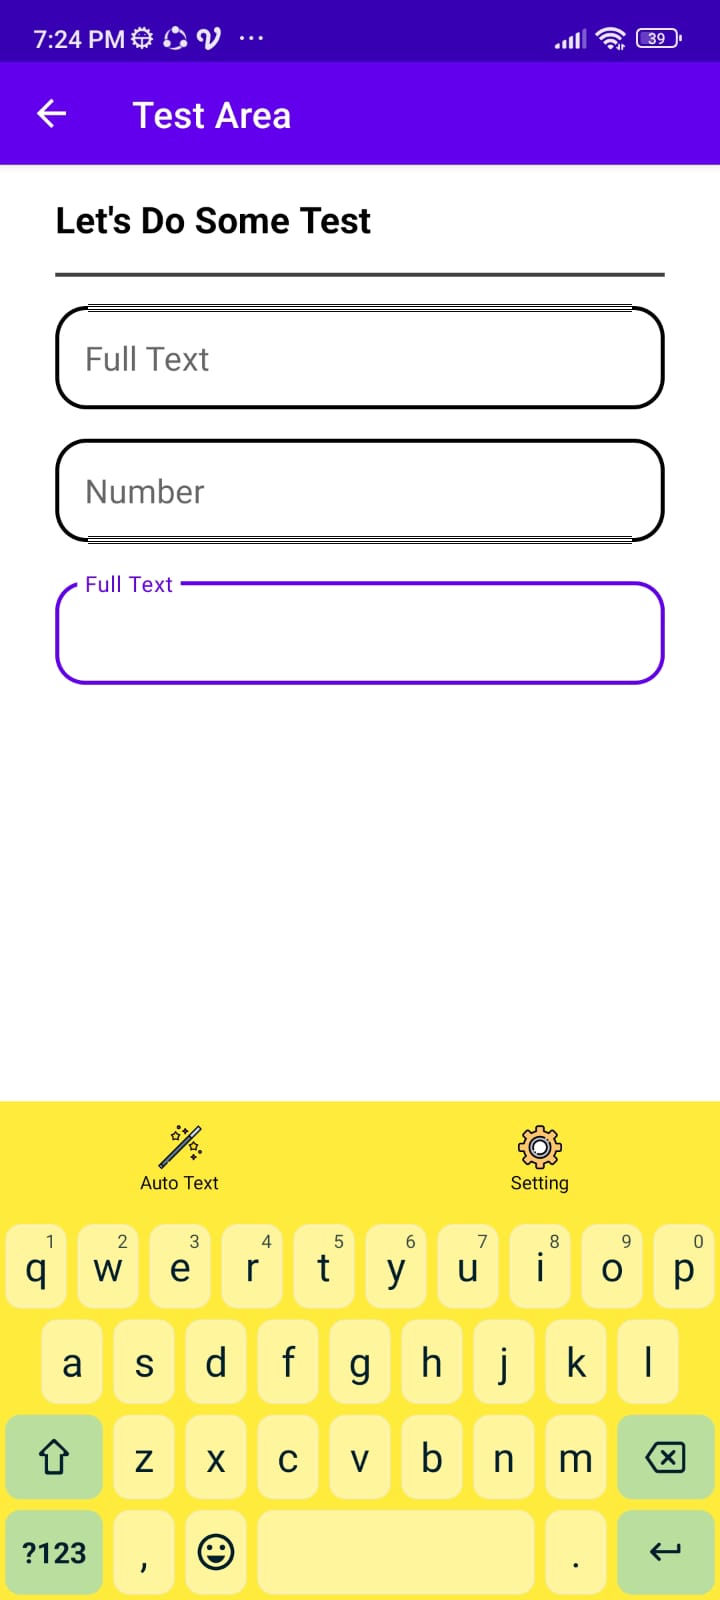 7:24 PM 39
Test Area
Let's Do Some Test
Full Text
Number
Full Text
Auto Text Setting
1 2 3 4 5 6 7 8 9 0
q w e r t y u i o p
a s d f g h j k l
z x c v b n m
?123 , .